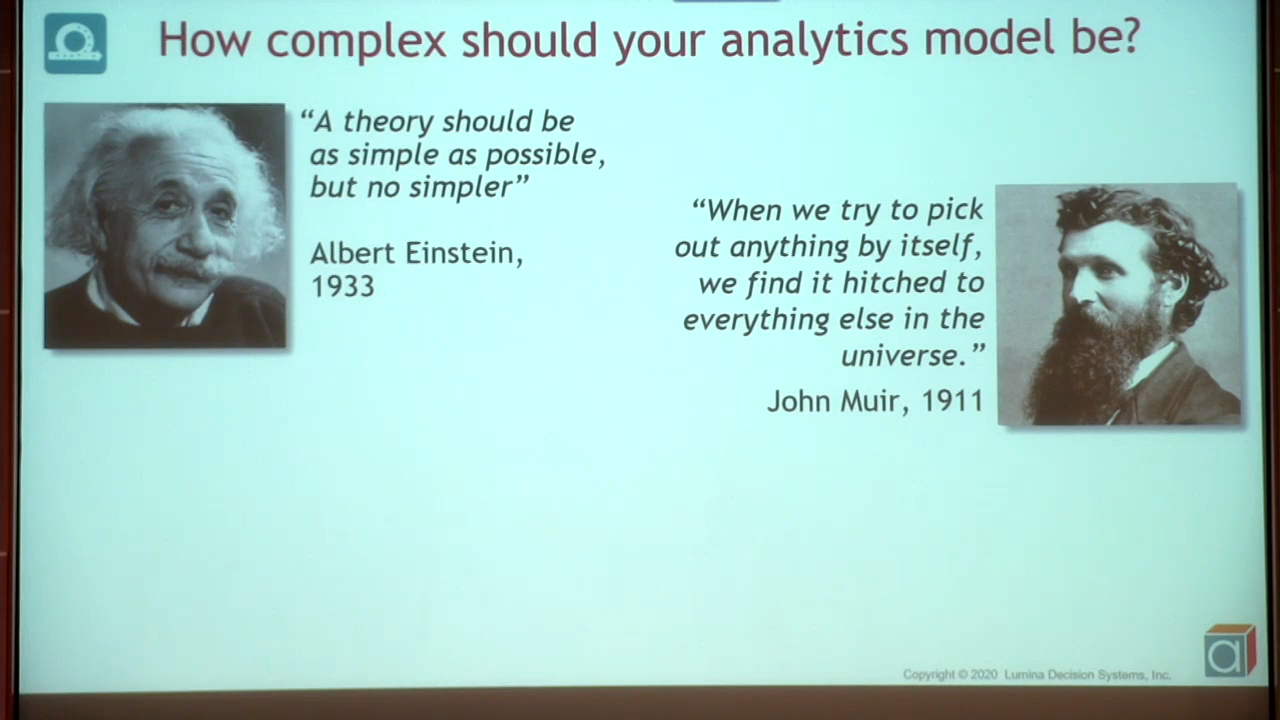 How complex should your analytics model be?
“A theory should be
as simple as possible,
but no simpler”
Albert Einstein,
1933
“When we try to pick
out anything by itself,
we find it hitched to
everything else in the
universe.”
John Muir, 1911
a
Copyright © 2020 Lumina Decision Systems, Inc.